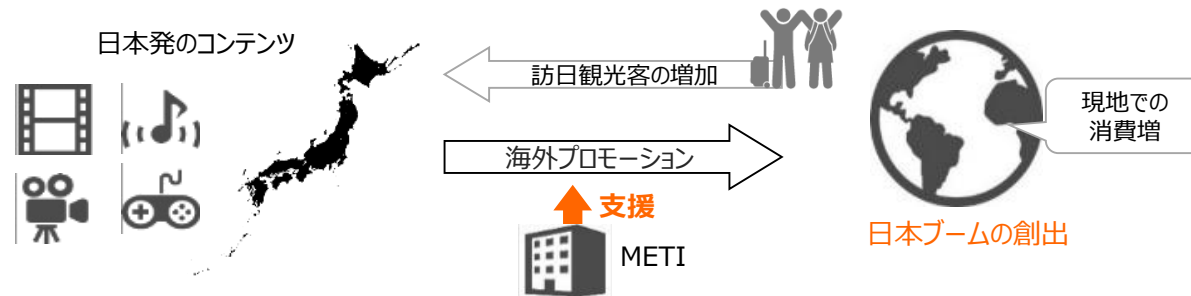 日本発のコンテンツ
訪日観光客の増加
現地での
消費増
海外プロモーション
支援
METI
日本ブームの創出